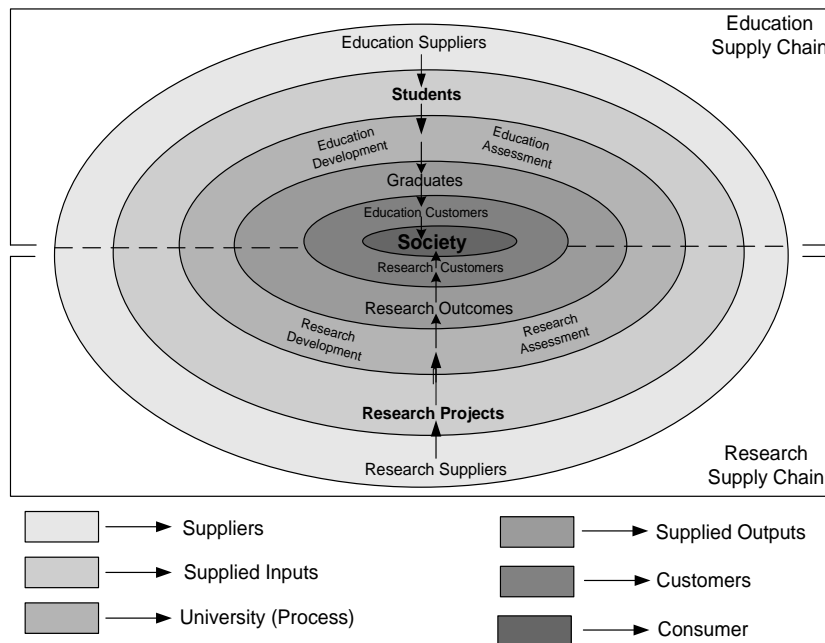 Education
Supply Chain
Education Suppliers
Students
Education
Development
Education
Assessment
Graduates
Education Customers
Society
Research Customers
Research Outcomes
Research
Development
Research
Assessment
Research Projects
Research Suppliers
Research
Supply Chain
Suppliers
Supplied Inputs
University (Process)
Supplied Outputs
Customers
Consumer